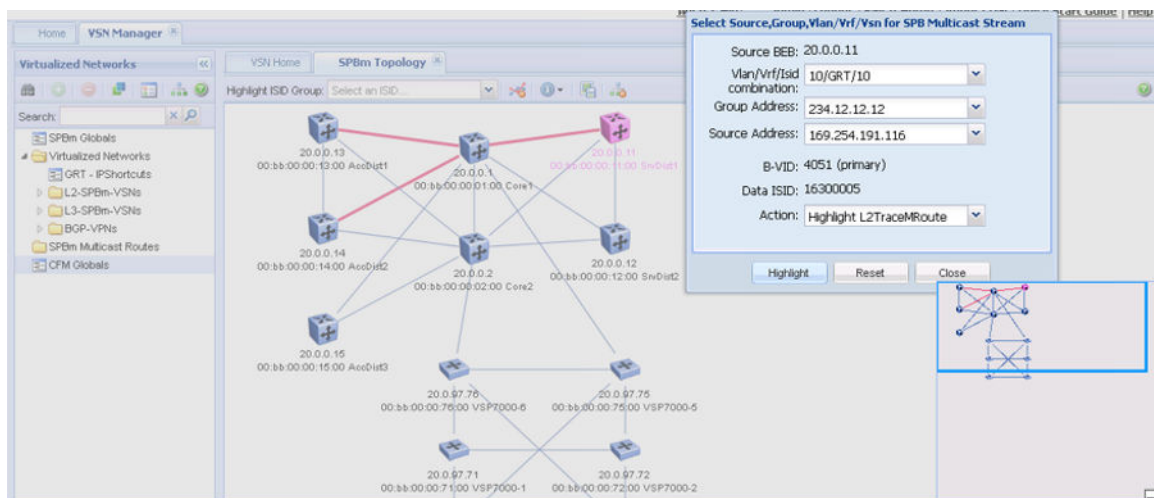 Start Guide | Help
Home
VSN Manager
Select Source,Group,Vlan/Vrf/Vsn for SPB Multicast Stream
Virtualized Networks
VSN Home
SPBm Topology
Highlight ISID Group:
Select an ISID...
Search:
SPBm Globals
Virtualized Networks
GRT - IPShortcuts
L2-SPBm-VSNs
L3-SPBm-VSNs
BGP-VPNs
SPBm Multicast Routes
CFM Globals
Source BEB: 20.0.0.11
Vlan/Vrf/Isid combination: 10/GRT/10
Group Address: 234.12.12.12
Source Address: 169.254.191.116
B-VID: 4051 (primary)
Data ISID: 16300005
Action: Highlight L2TraceMRoute
Highlight
Reset
Close
20.0.0.13
00:bb:00:00:13:00 AccDist1
20.0.0.1
00:bb:00:00:01:00 Core1
20.0.0.11
00:bb:00:00:11:00 SrvDist1
20.0.0.14
00:bb:00:00:14:00 AccDist2
20.0.0.2
00:bb:00:00:02:00 Core2
20.0.0.12
00:bb:00:00:12:00 SrvDist2
20.0.0.15
00:bb:00:00:15:00 AccDist3
20.0.97.76
00:bb:00:00:76:00 VSP7000-6
20.0.97.75
00:bb:00:00:75:00 VSP7000-5
20.0.97.71
00:bb:00:00:71:00 VSP7000-1
20.0.97.72
00:bb:00:00:72:00 VSP7000-2